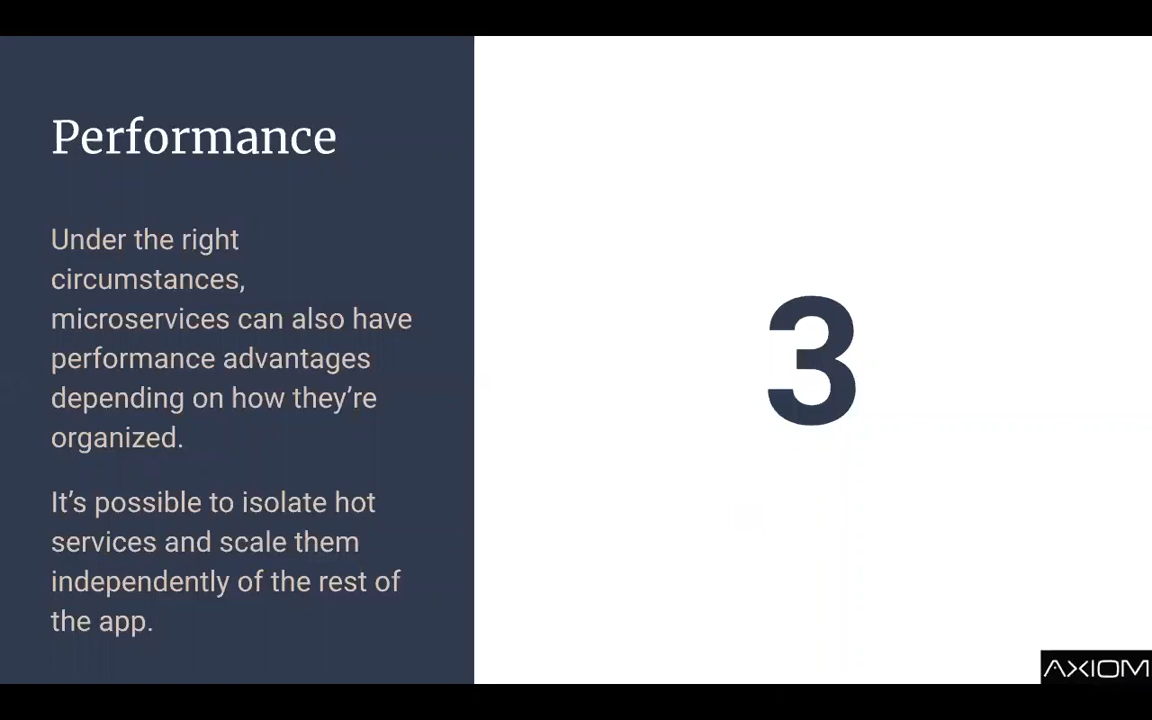 Performance
Under the right
circumstances,
microservices can also have
performance advantages
depending on how they’re
organized.
It’s possible to isolate hot
services and scale them
independently of the rest of
the app.
3
AXIOM